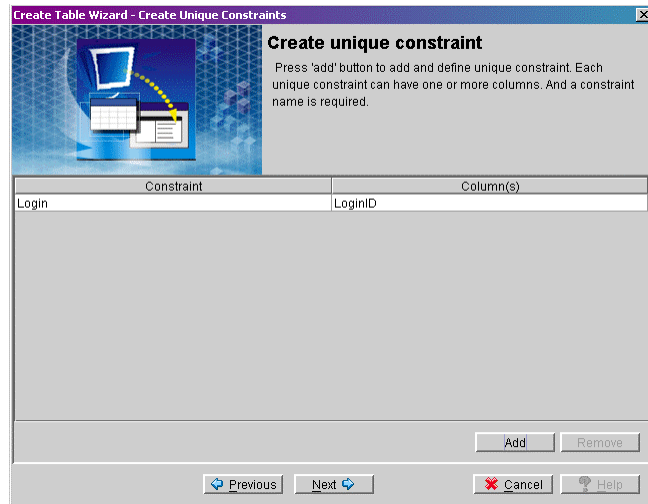 Create Table Wizard - Create Unique Constraints
Create unique constraint
Press 'add' button to add and define unique constraint. Each
unique constraint can have one or more columns. And a constraint
name is required.
Constraint Column(s)
Login LoginID
Add Remove
Previous Next Cancel Help